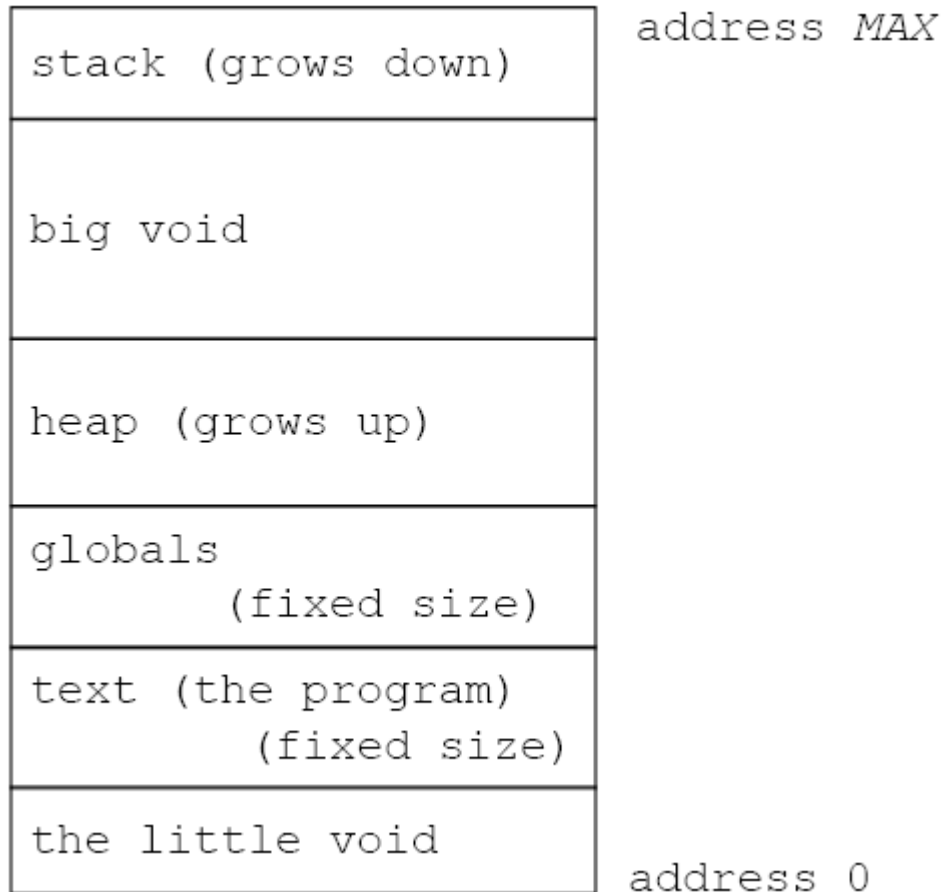 address MAX
stack (grows down)
big void
heap (grows up)
globals
(fixed size)
text (the program)
(fixed size)
the little void
address 0